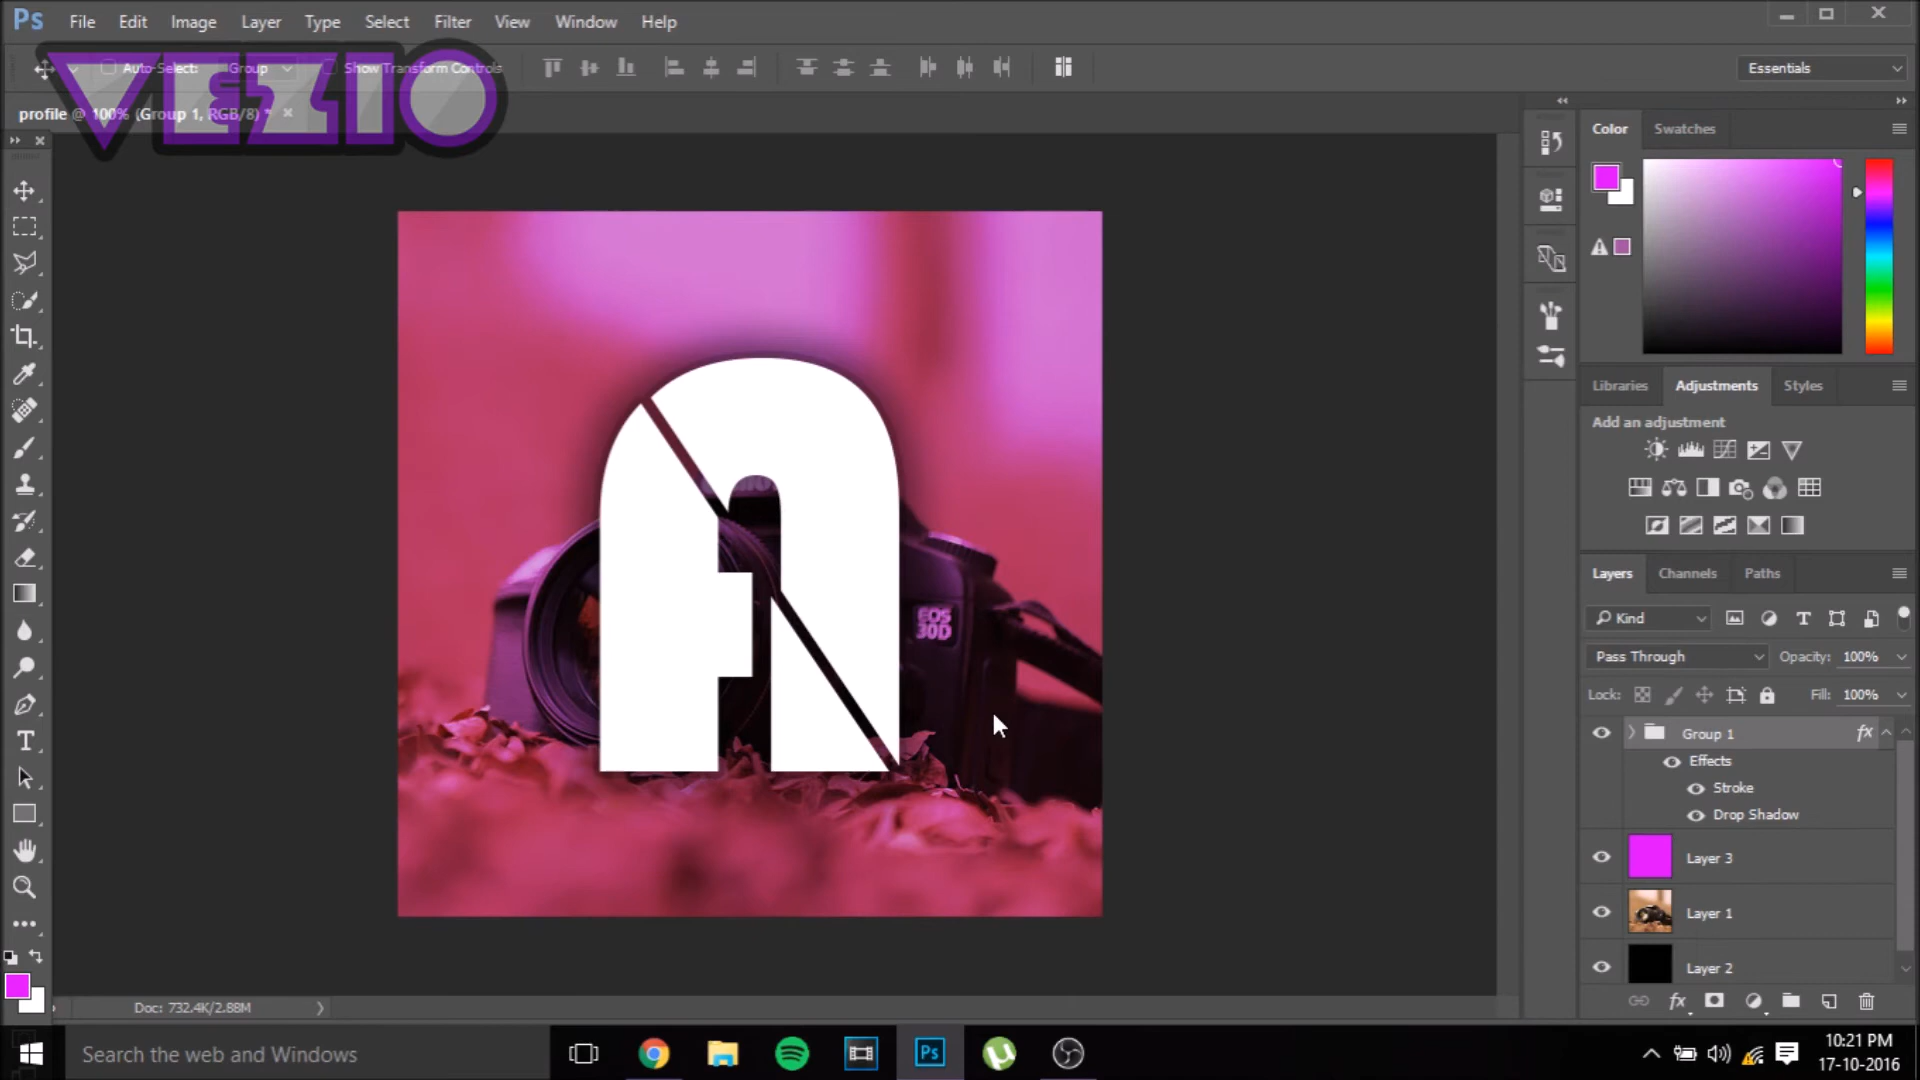 Ps File Edit Image Layer Type Select Filter View Window Help
VEZIO
Auto-Select: Group Show Transform Controls
Essentials
profile @ 100% (Group 1, RGB/8) *
Color Swatches
Libraries Adjustments Styles
Add an adjustment
Layers Channels Paths
Kind
Pass Through Opacity: 100%
Lock: Fill: 100%
Group 1 fx
Effects
Stroke
Drop Shadow
Layer 3
Layer 1
Layer 2
fx
A
EOS
30D
T
Doc: 732.4K/2.88M
Search the web and Windows
Ps
10:21 PM
17-10-2016